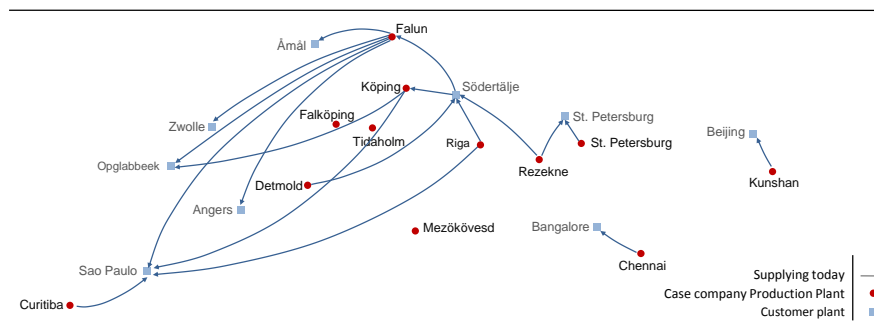 Falun
Åmål
Köping
Södertälje
Falköping
Zwolle
Tidaholm
St. Petersburg
Riga
St. Petersburg
Beijing
Opglabbeek
Rezekne
Kunshan
Detmold
Angers
Mezökövesd
Bangalore
Chennai
Sao Paulo
Supplying today
Case company Production Plant
Curitiba
Customer plant